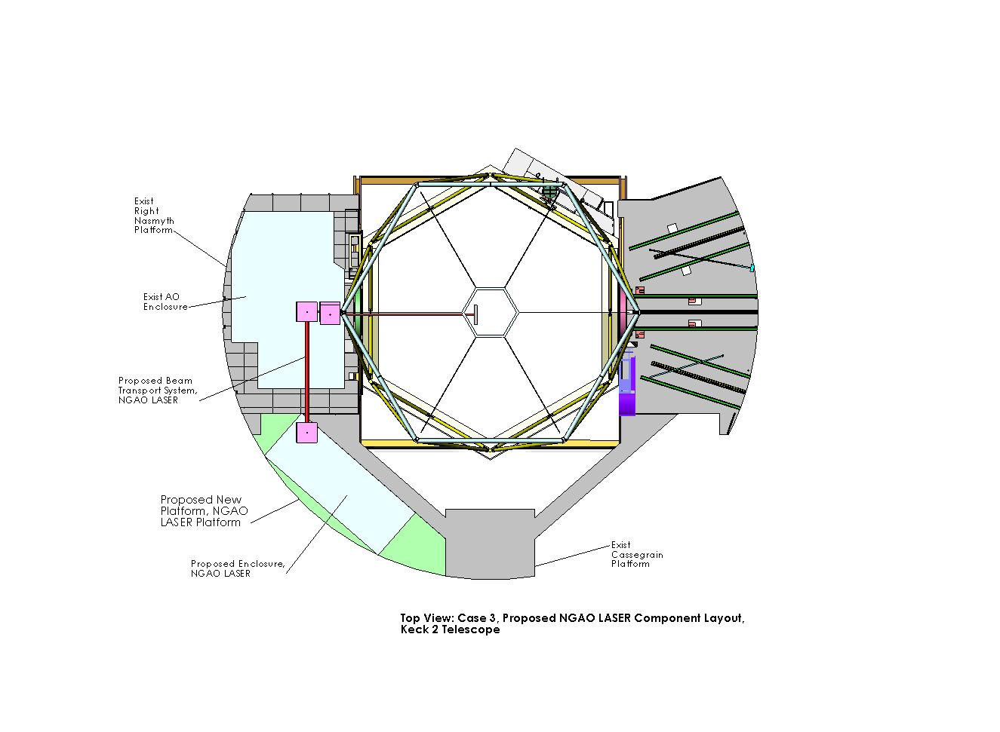 Exist
Right
Nasmyth
Platform
Exist AO
Enclosure
Proposed Beam
Transport System,
NGAO LASER
Proposed New
Platform, NGAO
LASER Platform
Proposed Enclosure,
NGAO LASER
Exist
Cassegrain
Platform
Top View: Case 3, Proposed NGAO LASER Component Layout,
Keck 2 Telescope